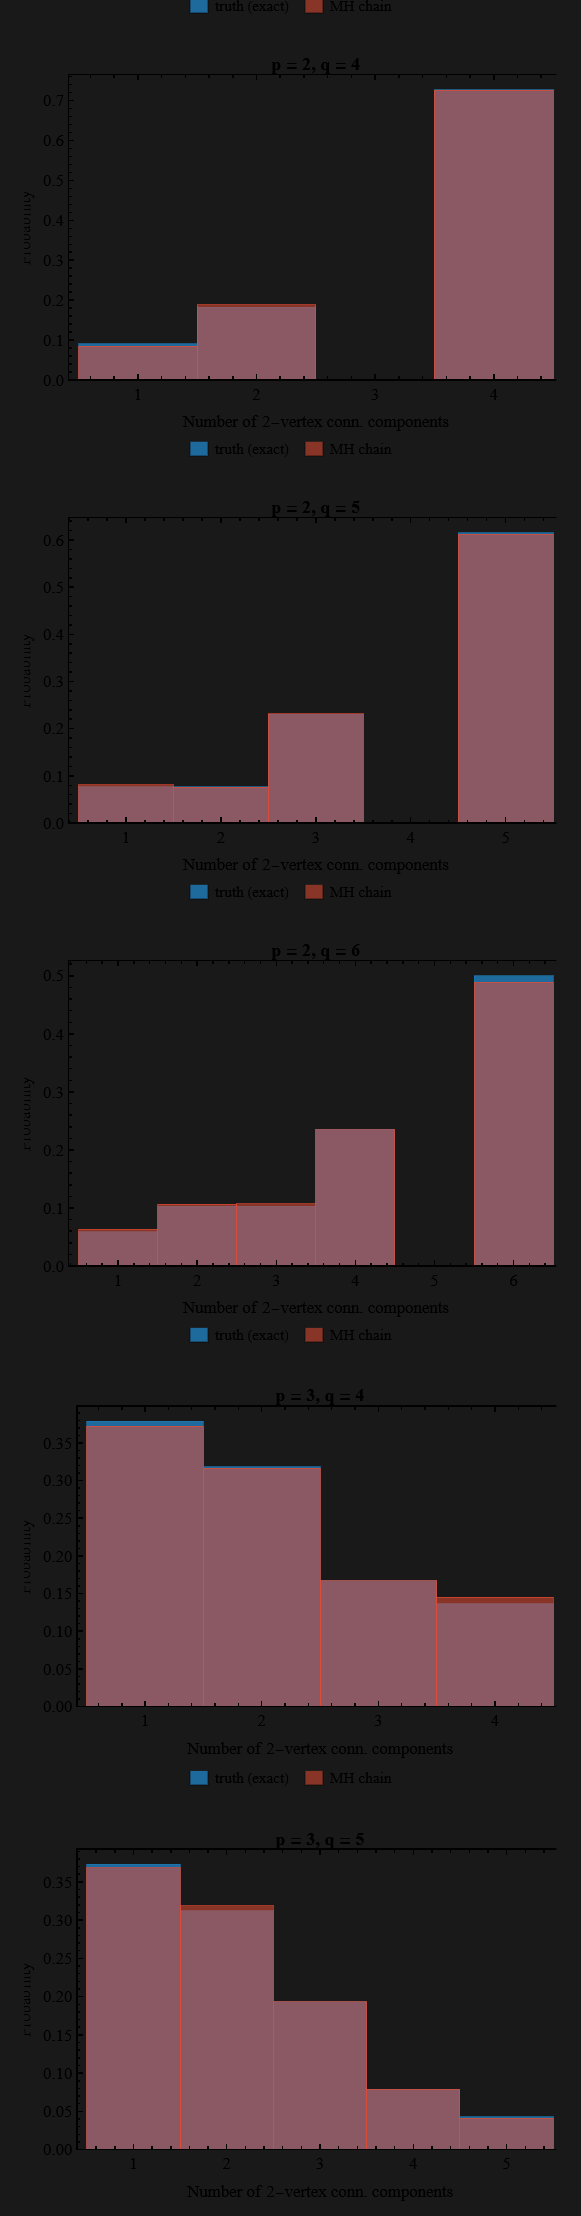 truth (exact) MH chain
p = 2, q = 4
Probability
0.7
0.6
0.5
0.4
0.3
0.2
0.1
0.0
1 2 3 4
Number of 2−vertex conn. components
truth (exact) MH chain
p = 2, q = 5
Probability
0.6
0.5
0.4
0.3
0.2
0.1
0.0
1 2 3 4 5
Number of 2−vertex conn. components
truth (exact) MH chain
p = 2, q = 6
Probability
0.5
0.4
0.3
0.2
0.1
0.0
1 2 3 4 5 6
Number of 2−vertex conn. components
truth (exact) MH chain
p = 3, q = 4
Probability
0.35
0.30
0.25
0.20
0.15
0.10
0.05
0.00
1 2 3 4
Number of 2−vertex conn. components
truth (exact) MH chain
p = 3, q = 5
Probability
0.35
0.30
0.25
0.20
0.15
0.10
0.05
0.00
1 2 3 4 5
Number of 2−vertex conn. components